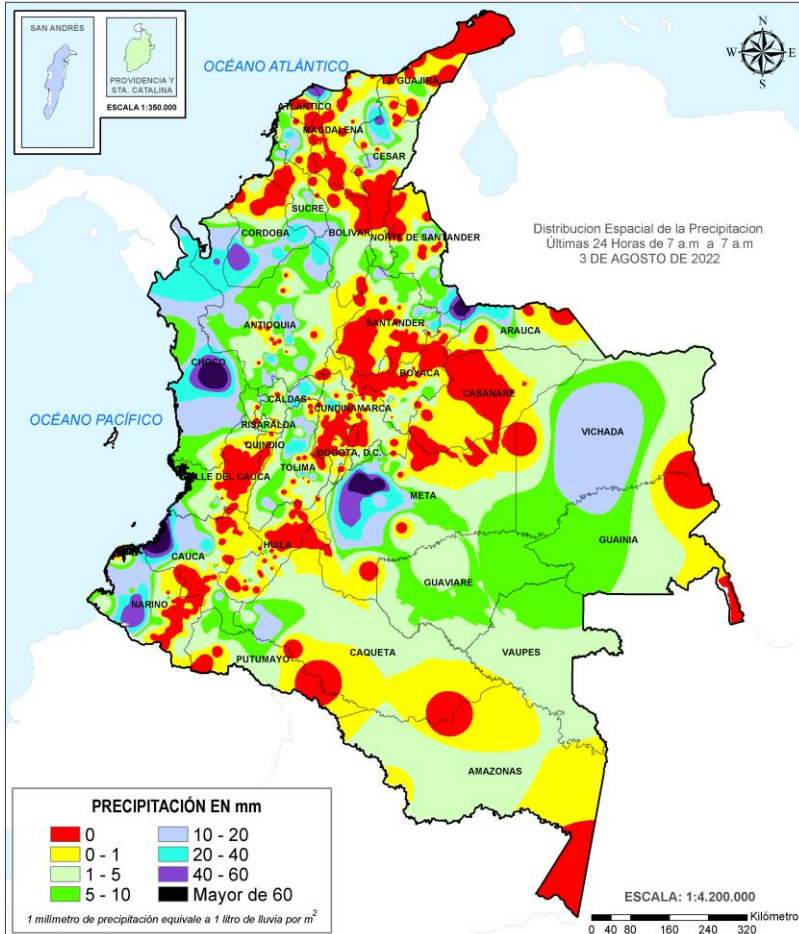 SAN ANDRÉS
PROVIDENCIA Y
STA. CATALINA
ESCALA 1:350.000
OCÉANO ATLÁNTICO
N
W E
S
LA GUAJIRA
ATLANTICO
MAGDALENA
CESAR
SUCRE
CORDOBA
BOLIVAR
NORTE DE SANTANDER
Distribucion Espacial de la Precipitacion
Últimas 24 Horas de 7 a.m a 7 a.m
3 DE AGOSTO DE 2022
ANTIOQUIA
SANTANDER
ARAUCA
CHOCO
BOYACA
CASANARE
OCÉANO PACÍFICO
CALDAS
CUNDINAMARCA
RISARALDA
VICHADA
QUINDIO
BOGOTA, D.C.
TOLIMA
VALLE DEL CAUCA
META
CAUCA
HUILA
GUAINIA
GUAVIARE
NARINO
PUTUMAYO
CAQUETA
VAUPES
AMAZONAS
PRECIPITACIÓN EN mm
0 10 - 20
0 - 1 20 - 40
1 - 5 40 - 60
5 - 10 Mayor de 60
1 milímetro de precipitación equivale a 1 litro de lluvia por m²
ESCALA: 1:4.200.000
Kilómetro
0 40 80 160 240 320